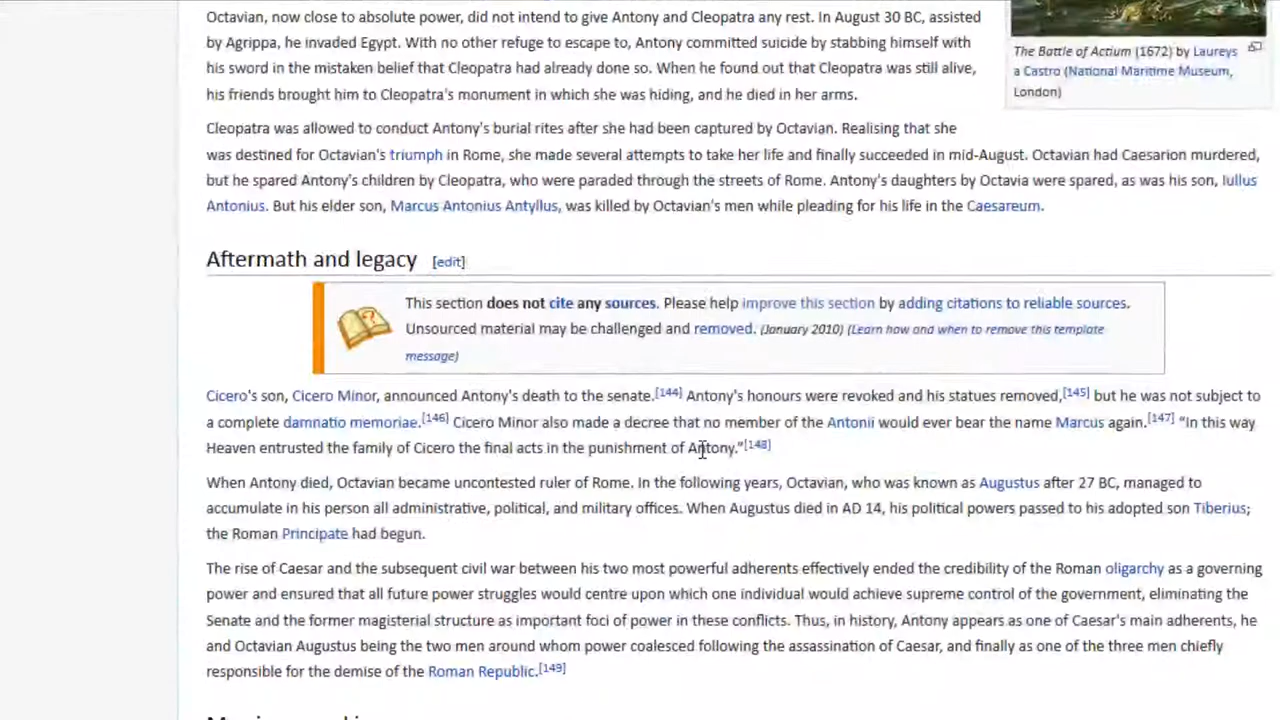 Octavian, now close to absolute power, did not intend to give Antony and Cleopatra any rest. In August 30 BC, assisted
by Agrippa, he invaded Egypt. With no other refuge to escape to, Antony committed suicide by stabbing himself with
his sword in the mistaken belief that Cleopatra had already done so. When he found out that Cleopatra was still alive,
his friends brought him to Cleopatra's monument in which she was hiding, and he died in her arms.
The Battle of Actium (1672) by Laureys
a Castro (National Maritime Museum,
London)
Cleopatra was allowed to conduct Antony's burial rites after she had been captured by Octavian. Realising that she
was destined for Octavian's triumph in Rome, she made several attempts to take her life and finally succeeded in mid-August. Octavian had Caesarion murdered,
but he spared Antony's children by Cleopatra, who were paraded through the streets of Rome. Antony's daughters by Octavia were spared, as was his son, Iullus
Antonius. But his elder son, Marcus Antonius Antyllus, was killed by Octavian's men while pleading for his life in the Caesareum.
Aftermath and legacy [edit]
This section does not cite any sources. Please help improve this section by adding citations to reliable sources.
Unsourced material may be challenged and removed. (January 2010) (Learn how and when to remove this template
message)
Cicero's son, Cicero Minor, announced Antony's death to the senate.[144] Antony's honours were revoked and his statues removed,[145] but he was not subject to
a complete damnatio memoriae.[146] Cicero Minor also made a decree that no member of the Antonii would ever bear the name Marcus again.[147] "In this way
Heaven entrusted the family of Cicero the final acts in the punishment of Antony."[148]
When Antony died, Octavian became uncontested ruler of Rome. In the following years, Octavian, who was known as Augustus after 27 BC, managed to
accumulate in his person all administrative, political, and military offices. When Augustus died in AD 14, his political powers passed to his adopted son Tiberius;
the Roman Principate had begun.
The rise of Caesar and the subsequent civil war between his two most powerful adherents effectively ended the credibility of the Roman oligarchy as a governing
power and ensured that all future power struggles would centre upon which one individual would achieve supreme control of the government, eliminating the
Senate and the former magisterial structure as important foci of power in these conflicts. Thus, in history, Antony appears as one of Caesar's main adherents, he
and Octavian Augustus being the two men around whom power coalesced following the assassination of Caesar, and finally as one of the three men chiefly
responsible for the demise of the Roman Republic.[149]